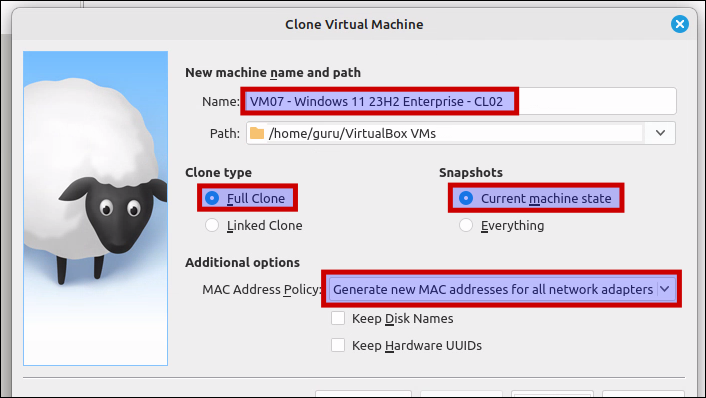 Clone Virtual Machine
New machine name and path
Name: VM07 - Windows 11 23H2 Enterprise - CL02
Path: /home/guru/VirtualBox VMs
Clone type
Full Clone
Linked Clone
Snapshots
Current machine state
Everything
Additional options
MAC Address Policy: Generate new MAC addresses for all network adapters
Keep Disk Names
Keep Hardware UUIDs